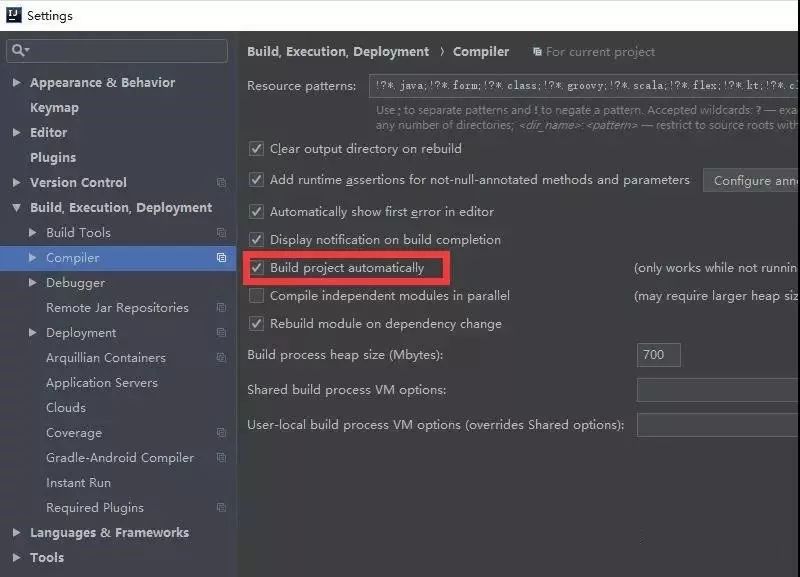 Settings
Appearance & Behavior
Keymap
Editor
Plugins
Version Control
Build, Execution, Deployment
Build Tools
Compiler
Debugger
Remote Jar Repositories
Deployment
Arquillian Containers
Application Servers
Clouds
Coverage
Gradle-Android Compiler
Instant Run
Required Plugins
Languages & Frameworks
Tools
Build, Execution, Deployment › Compiler For current project
Resource patterns: !?*.java;!?*.form;!?*.class;!?*.groovy;!?*.scala;!?*.flex;!?*.kt;!?*.cl
Use ; to separate patterns and ! to negate a pattern. Accepted wildcards: ? — exa
any number of directories; <dir_name>:<pattern> — restrict to source roots with
Clear output directory on rebuild
Add runtime assertions for not-null-annotated methods and parameters Configure ann
Automatically show first error in editor
Display notification on build completion
Build project automatically (only works while not runnin
Compile independent modules in parallel (may require larger heap siz
Rebuild module on dependency change
Build process heap size (Mbytes): 700
Shared build process VM options:
User-local build process VM options (overrides Shared options):